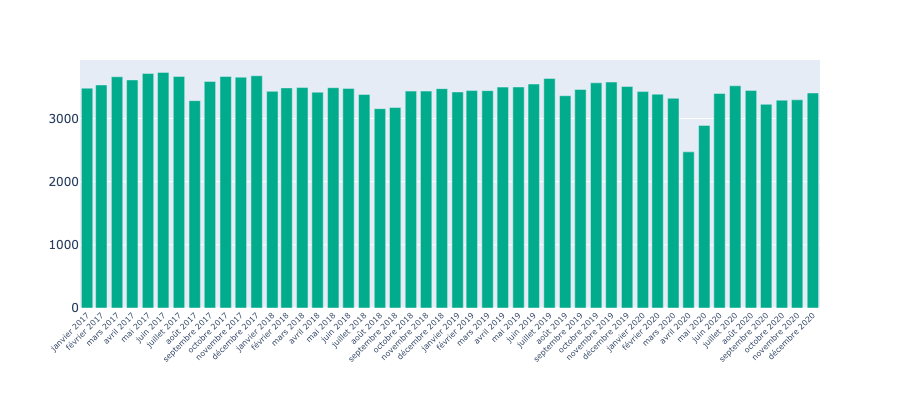 3000
2000
1000
0
janvier 2017
février 2017
mars 2017
avril 2017
mai 2017
juin 2017
juillet 2017
août 2017
septembre 2017
octobre 2017
novembre 2017
décembre 2017
janvier 2018
février 2018
mars 2018
avril 2018
mai 2018
juin 2018
juillet 2018
août 2018
septembre 2018
octobre 2018
novembre 2018
décembre 2018
janvier 2019
février 2019
mars 2019
avril 2019
mai 2019
juin 2019
juillet 2019
août 2019
septembre 2019
octobre 2019
novembre 2019
décembre 2019
janvier 2020
février 2020
mars 2020
avril 2020
mai 2020
juin 2020
juillet 2020
août 2020
septembre 2020
octobre 2020
novembre 2020
décembre 2020